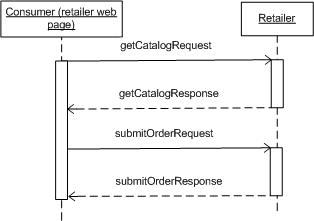 Consumer (retailer web
page)
Retailer
getCatalogRequest
getCatalogResponse
submitOrderRequest
submitOrderResponse